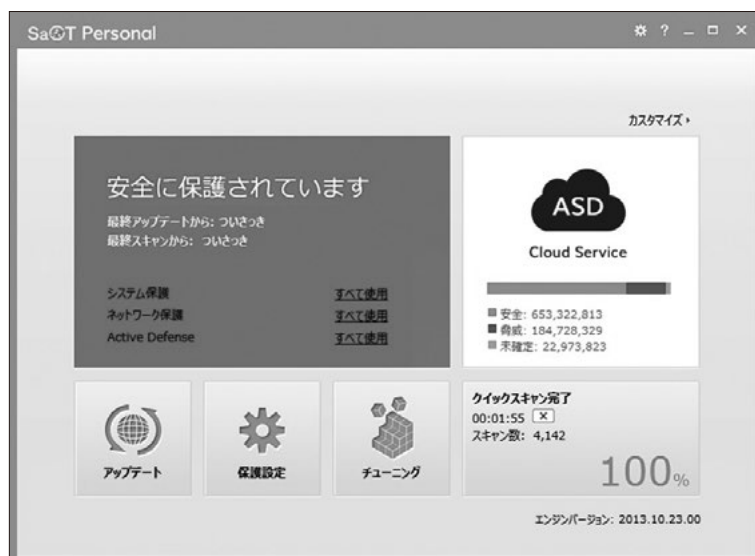 Sa@T Personal
カスタマイズ
安全に保護されています
最終アップデートから: ついさっき
最終スキャンから: ついさっき
システム保護 すべて使用
ネットワーク保護 すべて使用
Active Defense すべて使用
ASD
Cloud Service
安全: 653,322,813
脅威: 184,728,329
未確定: 22,973,823
アップデート
保護設定
チューニング
クイックスキャン完了
00:01:55
スキャン数: 4,142
100%
エンジンバージョン: 2013.10.23.00